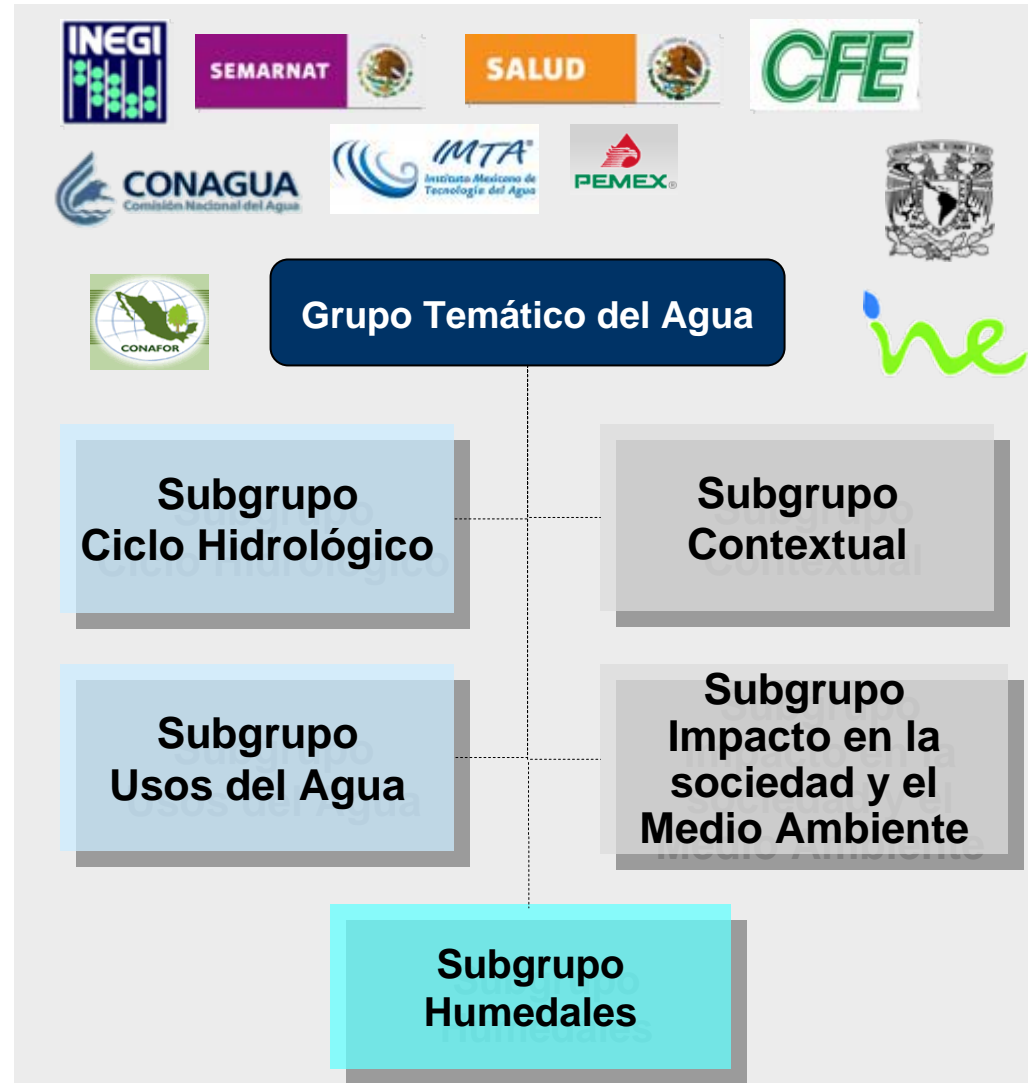 INEGI
SEMARNAT
SALUD
CFE
CONAGUA
Comisión Nacional del Agua
IMTA®
Instituto Mexicano de
Tecnología del Agua
PEMEX®
CONAFOR
Grupo Temático del Agua
ine
Subgrupo
Ciclo Hidrológico
Subgrupo
Contextual
Subgrupo
Usos del Agua
Subgrupo
Impacto en la
sociedad y el
Medio Ambiente
Subgrupo
Humedales